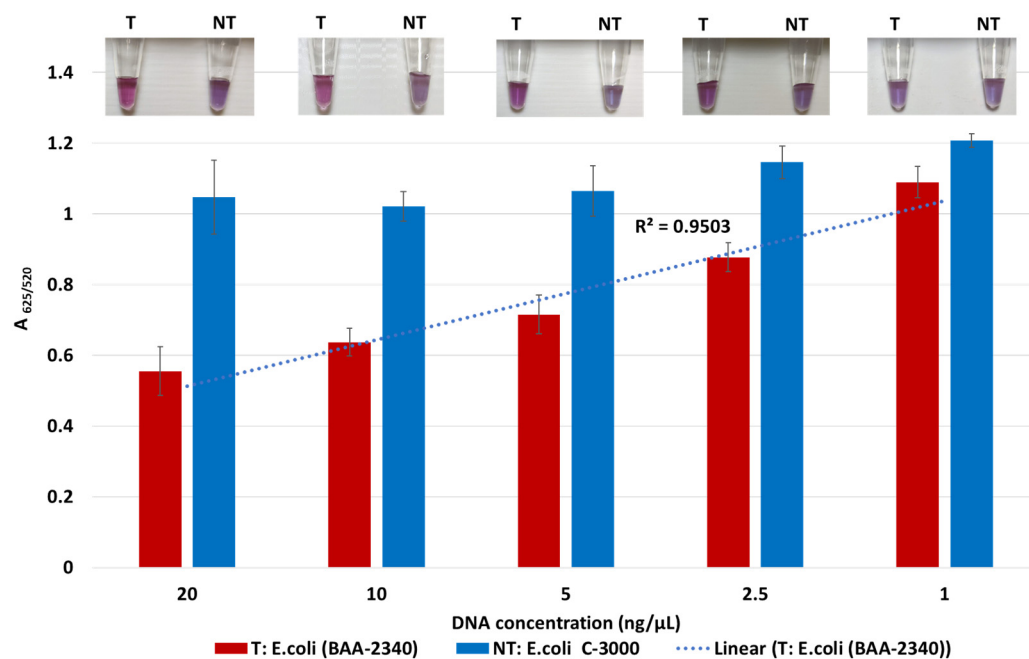 T NT T NT T NT T NT T NT
1.4
1.2
1
0.8
0.6
0.4
0.2
0
A 625/520
R² = 0.9503
20 10 5 2.5 1
DNA concentration (ng/µL)
T: E.coli (BAA-2340) NT: E.coli C-3000 Linear (T: E.coli (BAA-2340))